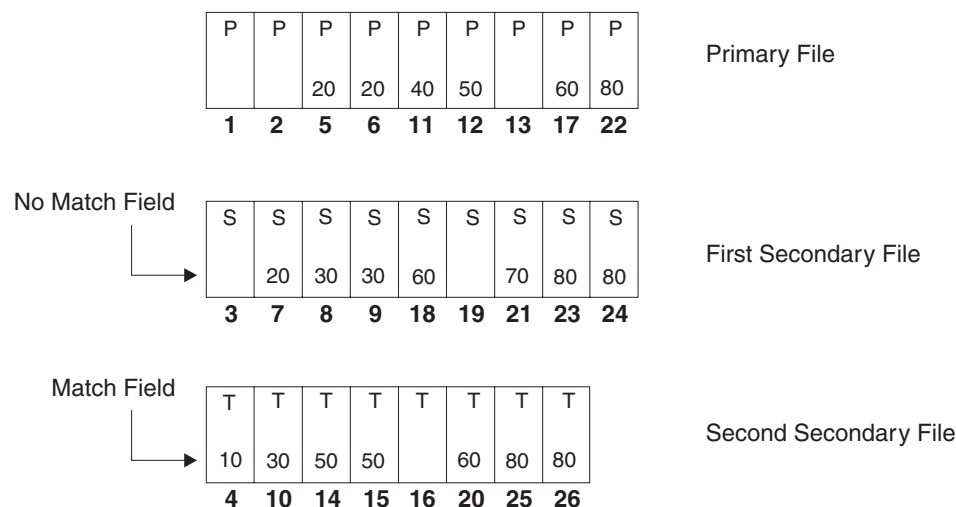 P P P P P P P P P
Primary File
20 20 40 50 60 80
1 2 5 6 11 12 13 17 22
No Match Field
S S S S S S S S S
First Secondary File
20 30 30 60 70 80 80
3 7 8 9 18 19 21 23 24
Match Field
T T T T T T T T
Second Secondary File
10 30 50 50 60 80 80
4 10 14 15 16 20 25 26